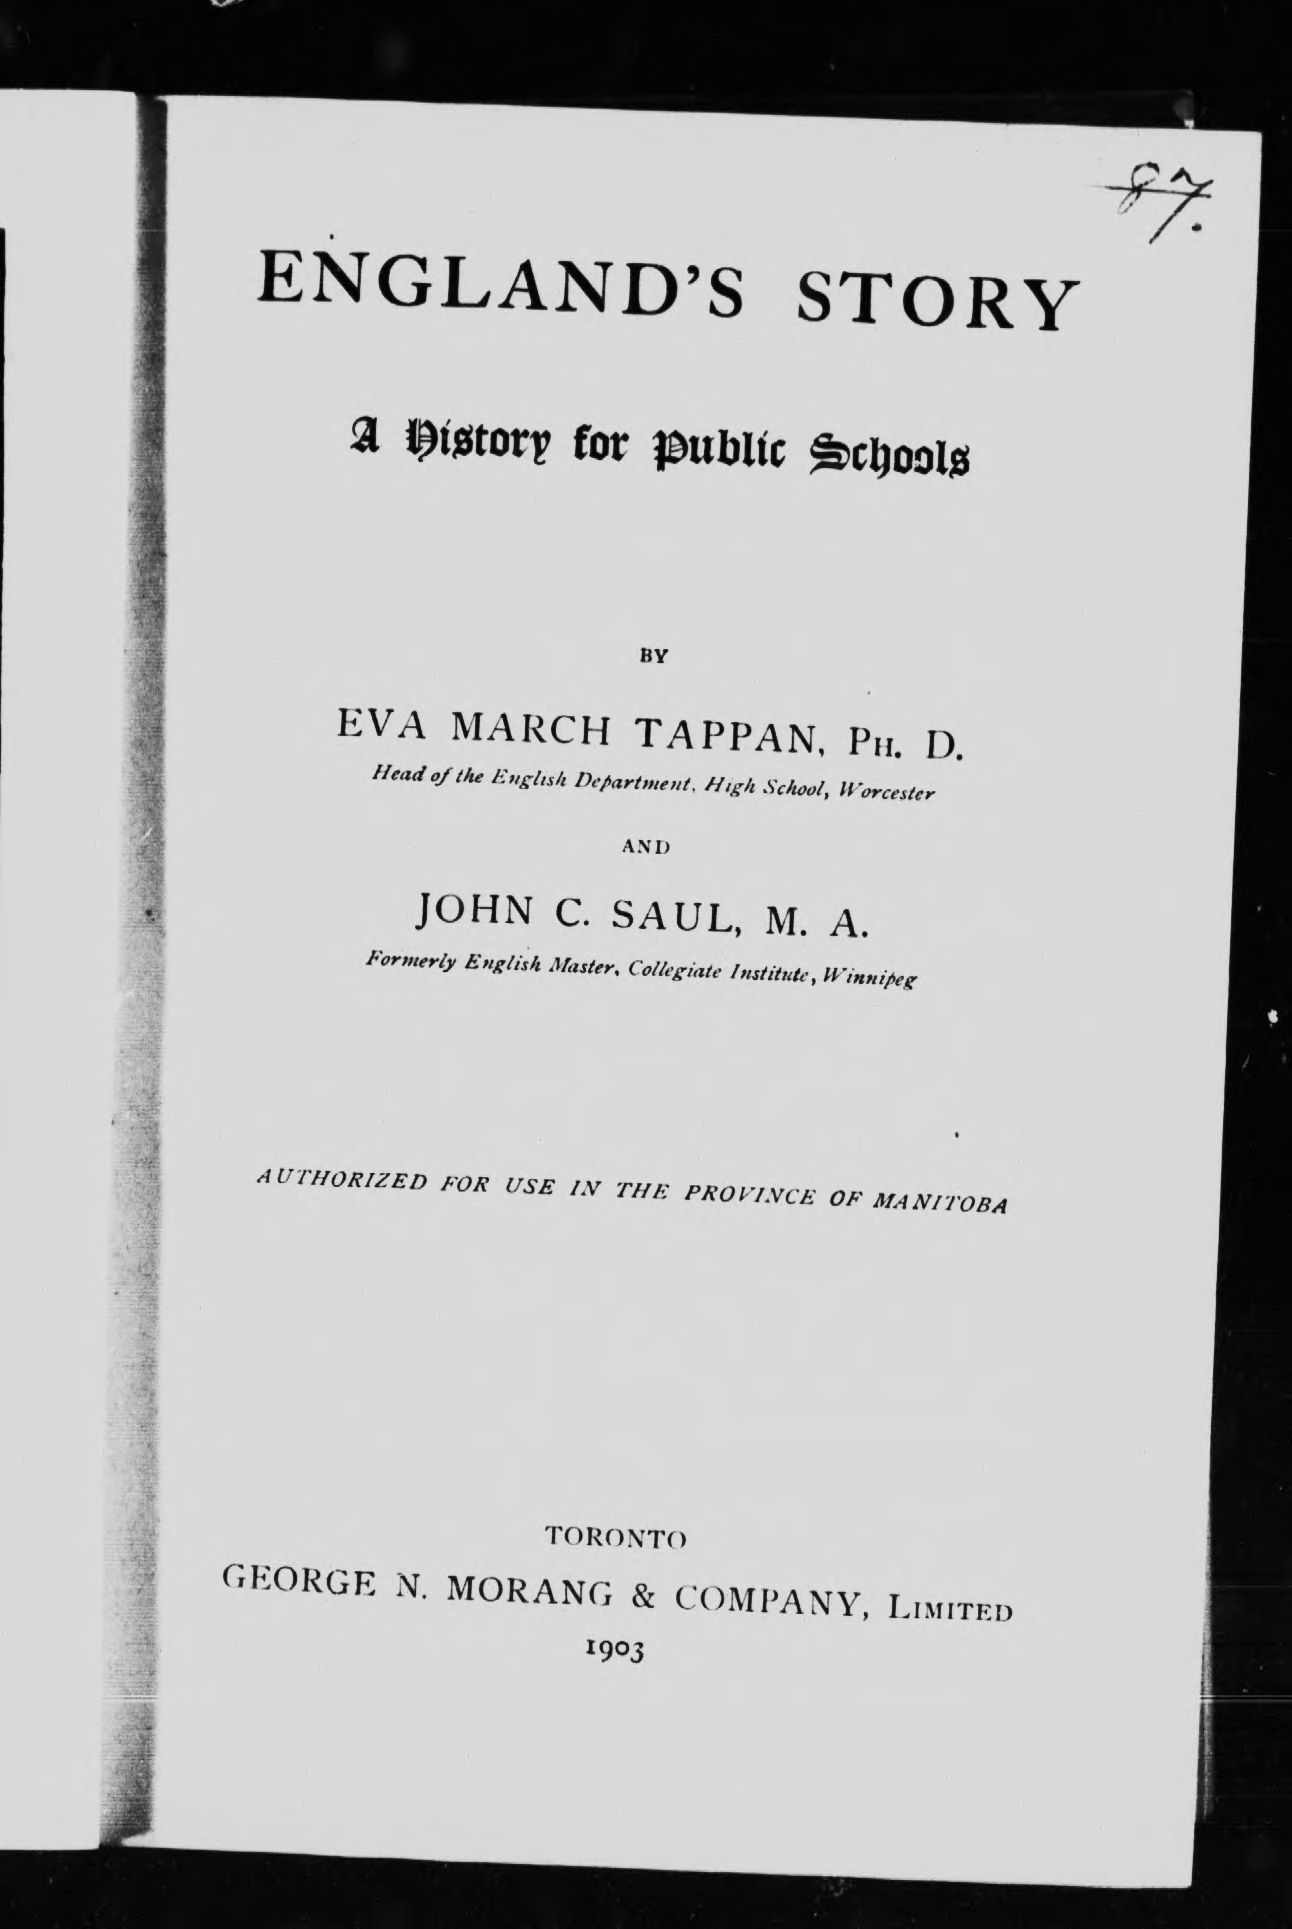 87.
ENGLAND'S STORY
A History for Public Schools
BY
EVA MARCH TAPPAN, PH. D.
Head of the English Department, High School, Worcester
AND
JOHN C. SAUL, M. A.
Formerly English Master, Collegiate Institute, Winnipeg
AUTHORIZED FOR USE IN THE PROVINCE OF MANITOBA
TORONTO
GEORGE N. MORANG & COMPANY, LIMITED
1903